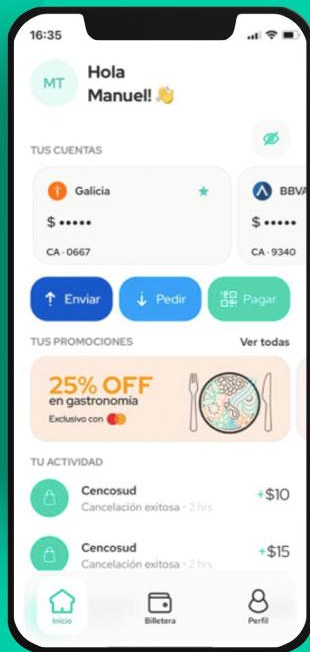 16:35
MT
Hola
Manuel! 👋
TUS CUENTAS
Galicia
$ •••••
CA - 0667
BBVA
$ •••••
CA - 9340
Enviar
Pedir
Pagar
TUS PROMOCIONES
Ver todas
25% OFF
en gastronomía
Exclusivo con
TU ACTIVIDAD
Cencosud
Cancelación exitosa - 2 hrs
+$10
Cencosud
Cancelación exitosa - 2 hrs
+$15
Inicio
Billetera
Perfil